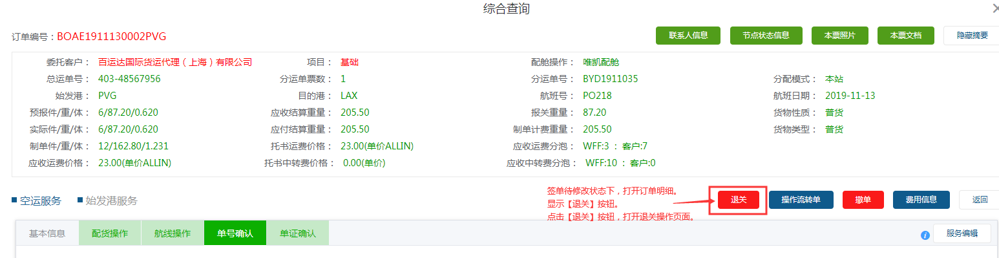 综合查询
订单编号：BOAE1911130002PVG
联系人信息 节点状态信息 本票照片 本票文档 隐藏摘要
委托客户： 百运达国际货运代理（上海）有限公司 项目： 基础 配舱操作： 唯凯配舱
总运单号： 403-48567956 分运单票数： 1 分运单号： BYD1911035 分配模式： 本站
始发港： PVG 目的港： LAX 航班号： PO218 航班日期： 2019-11-13
预报件/重/体： 6/87.20/0.620 应收结算重量： 205.50 报关重量： 87.20 货物性质： 普货
实际件/重/体： 6/87.20/0.620 应付结算重量： 205.50 制单计费重量： 205.50 货物类型： 普货
制单件/重/体： 12/162.80/1.231 托书运费价格： 23.00(单价ALLIN) 应收运费分泡： WFF:3 ： 客户:7
应收运费价格： 23.00(单价ALLIN) 托书中转费价格： 0.00(单价) 应收中转费分泡： WFF:10 ： 客户:0
空运服务 始发港服务
签单待修改状态下，打开订单明细。
显示【退关】按钮。
点击【退关】按钮，打开退关操作页面。
退关 操作流转单 撤单 费用信息 返回
基本信息 配货操作 航线操作 单号确认 单证确认 i 服务编辑